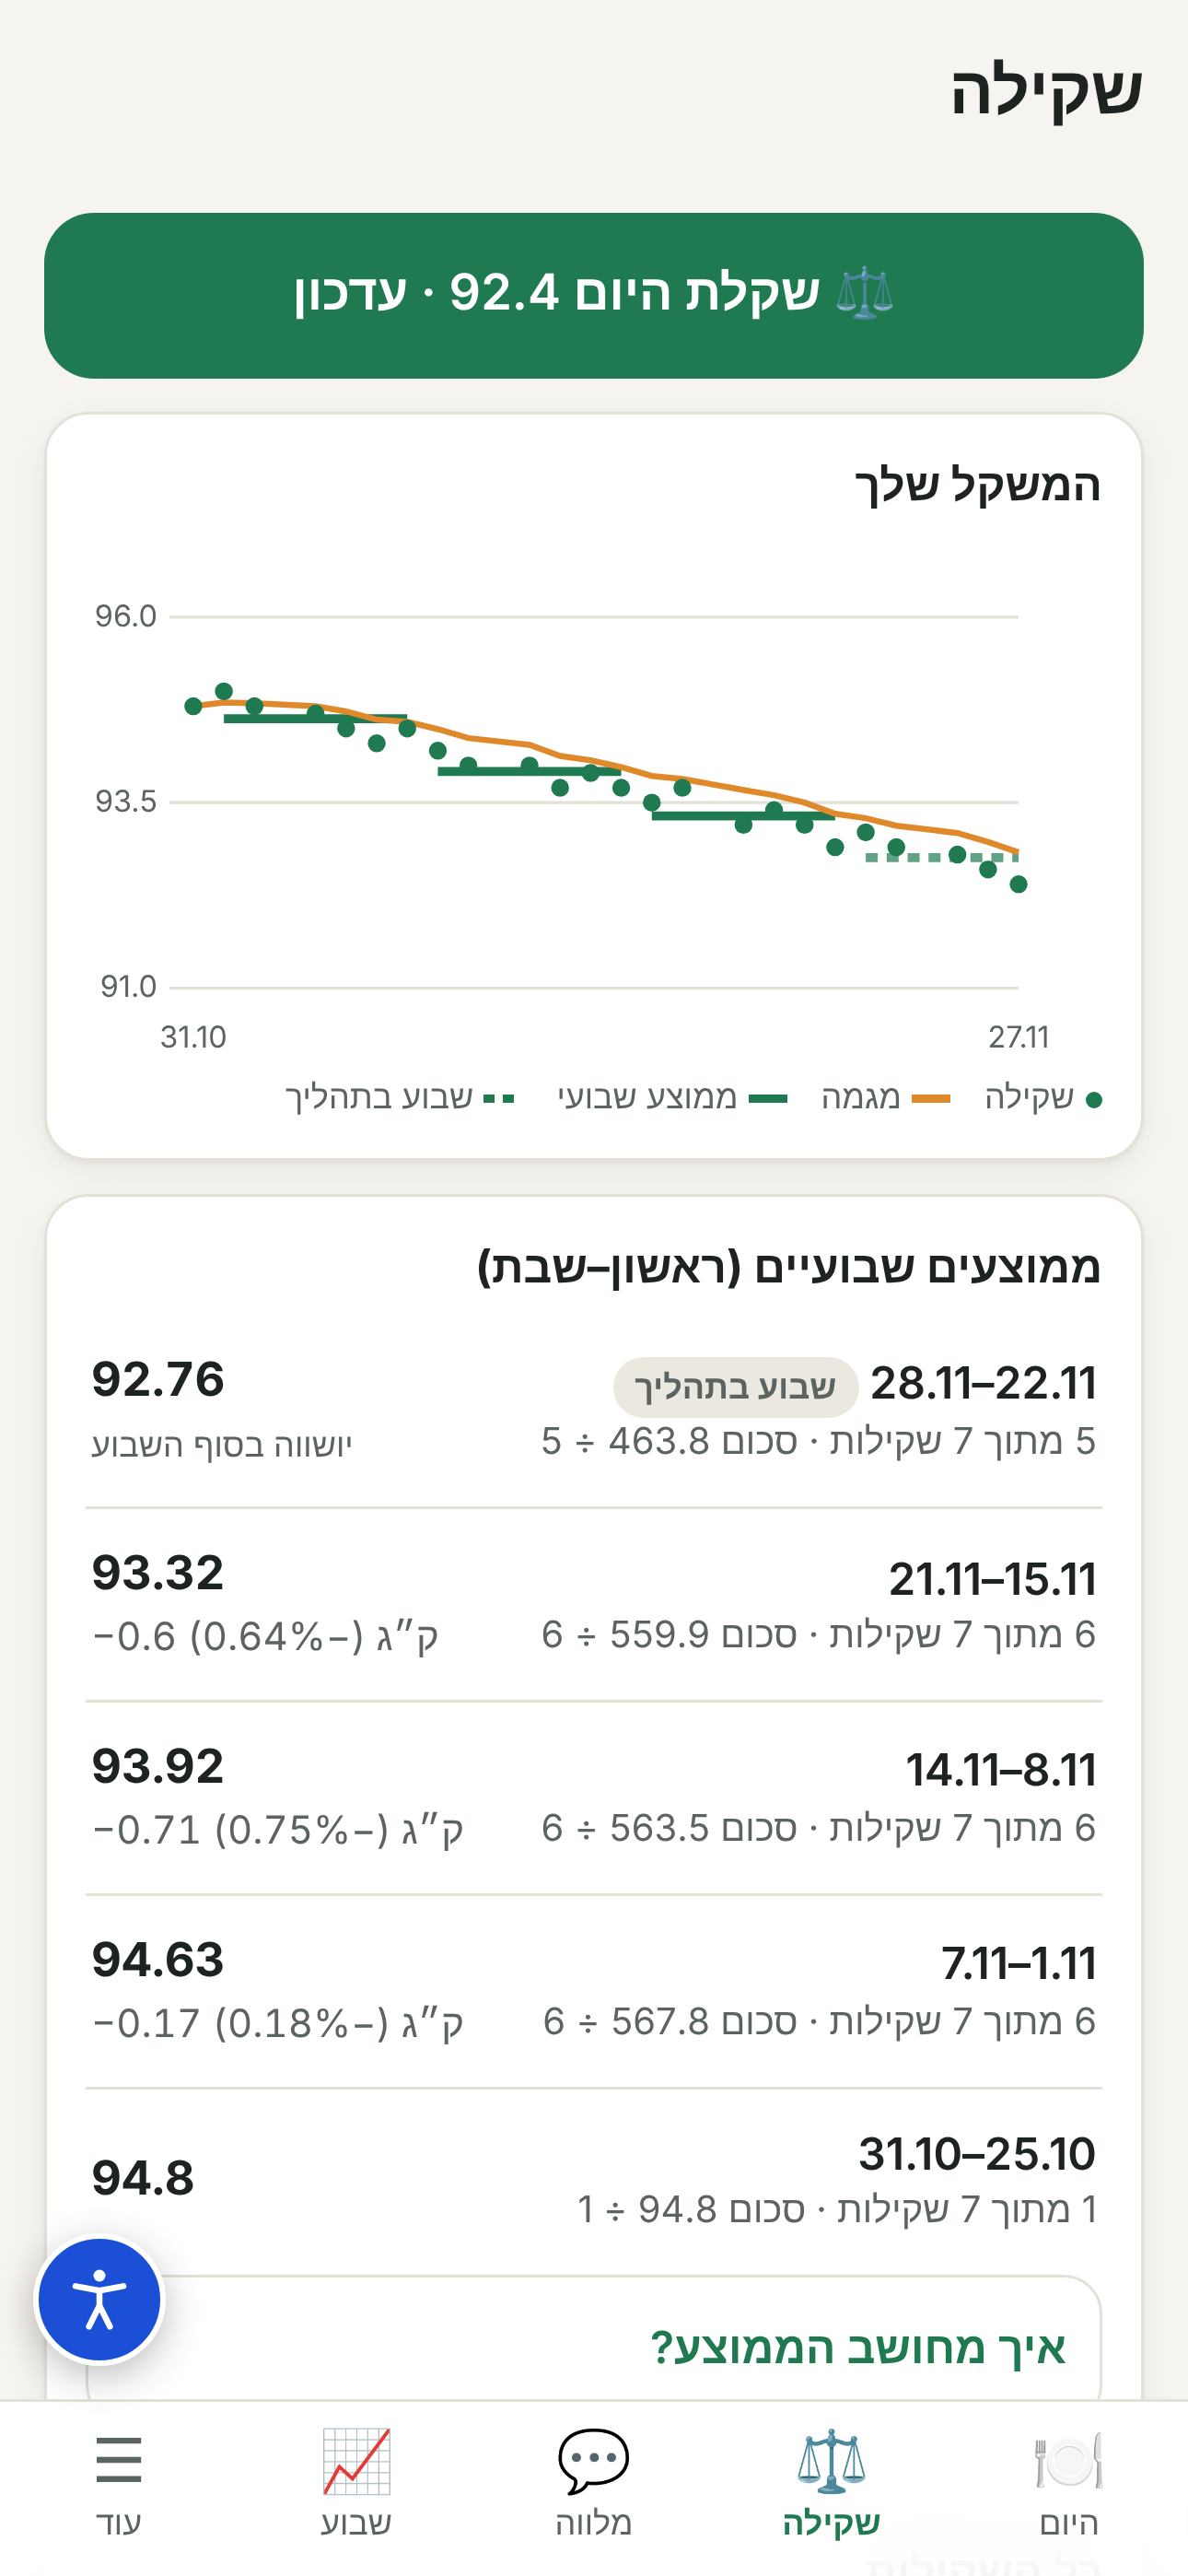 שקילה
⚖️ שקלת היום 92.4 · עדכון
המשקל שלך
96.0
93.5
91.0
31.10 27.11
שקילה מגמה ממוצע שבועי שבוע בתהליך
ממוצעים שבועיים (ראשון–שבת)
22.11–28.11 שבוע בתהליך 92.76
5 מתוך 7 שקילות · סכום 463.8 ÷ 5 יושווה בסוף השבוע
15.11–21.11 93.32
6 מתוך 7 שקילות · סכום 559.9 ÷ 6 −0.6 ק״ג (−0.64%)
8.11–14.11 93.92
6 מתוך 7 שקילות · סכום 563.5 ÷ 6 −0.71 ק״ג (−0.75%)
1.11–7.11 94.63
6 מתוך 7 שקילות · סכום 567.8 ÷ 6 −0.17 ק״ג (−0.18%)
25.10–31.10 94.8
1 מתוך 7 שקילות · סכום 94.8 ÷ 1
איך מחושב הממוצע?
היום שקילה מלווה שבוע עוד